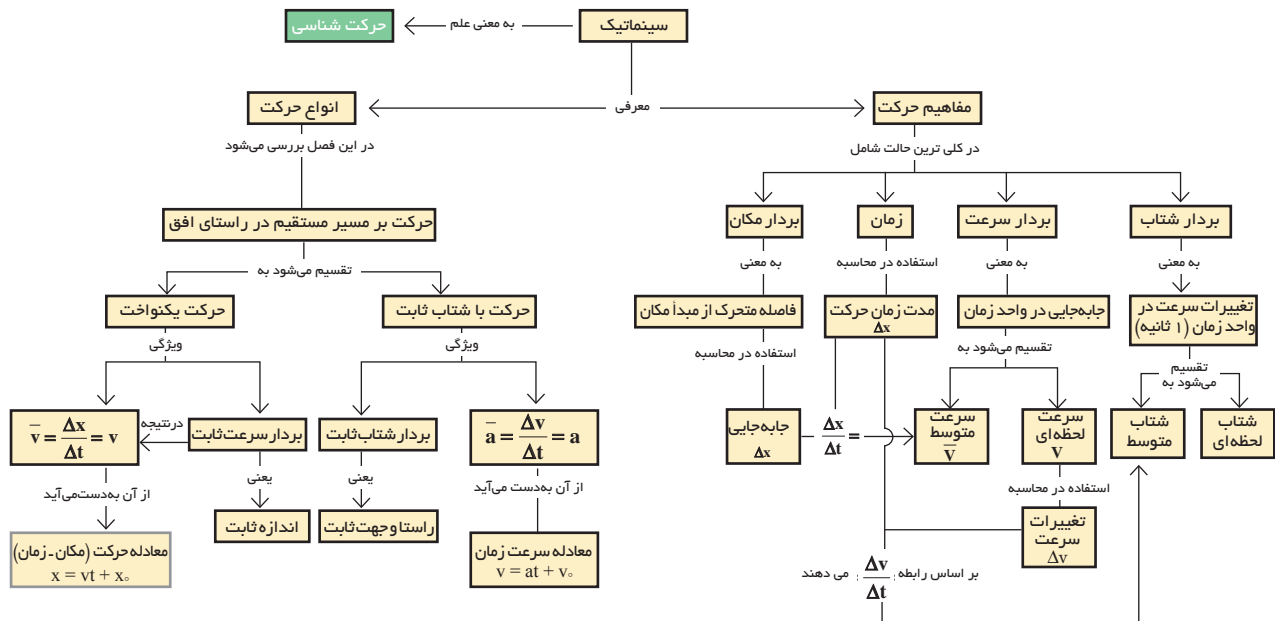 سینماتیک
به معنی علم
حرکت شناسی
معرفی
مفاهیم حرکت
انواع حرکت
در کلی ترین حالت شامل
در این فصل بررسی می‌شود
بردار شتاب
بردار سرعت
زمان
بردار مکان
حرکت بر مسیر مستقیم در راستای افق
به معنی
به معنی
استفاده در محاسبه
به معنی
تقسیم می‌شود به
تغییرات سرعت در
واحد زمان (۱ ثانیه)
جابه‌جایی در واحد زمان
مدت زمان حرکت
Δx
فاصله متحرک از مبدأ مکان
حرکت با شتاب ثابت
حرکت یکنواخت
تقسیم
می‌شود به
تقسیم می‌شود به
استفاده در محاسبه
ویژگی
ویژگی
شتاب
لحظه‌ای
شتاب
متوسط
سرعت
لحظه‌ای
v
سرعت
متوسط
v̄
Δx/Δt =
جابه‌جایی
Δx
ā = Δv/Δt = a
بردار شتاب ثابت
بردار سرعت ثابت
درنتیجه
v̄ = Δx/Δt = v
استفاده در محاسبه
از آن به‌دست می‌آید
یعنی
یعنی
از آن به‌دست می‌آید
تغییرات
سرعت
Δv
معادله سرعت زمان
v = at + v₀
راستا و جهت ثابت
اندازه ثابت
معادله حرکت (مکان - زمان)
x = vt + x₀
بر اساس رابطه : Δv/Δt : می دهند